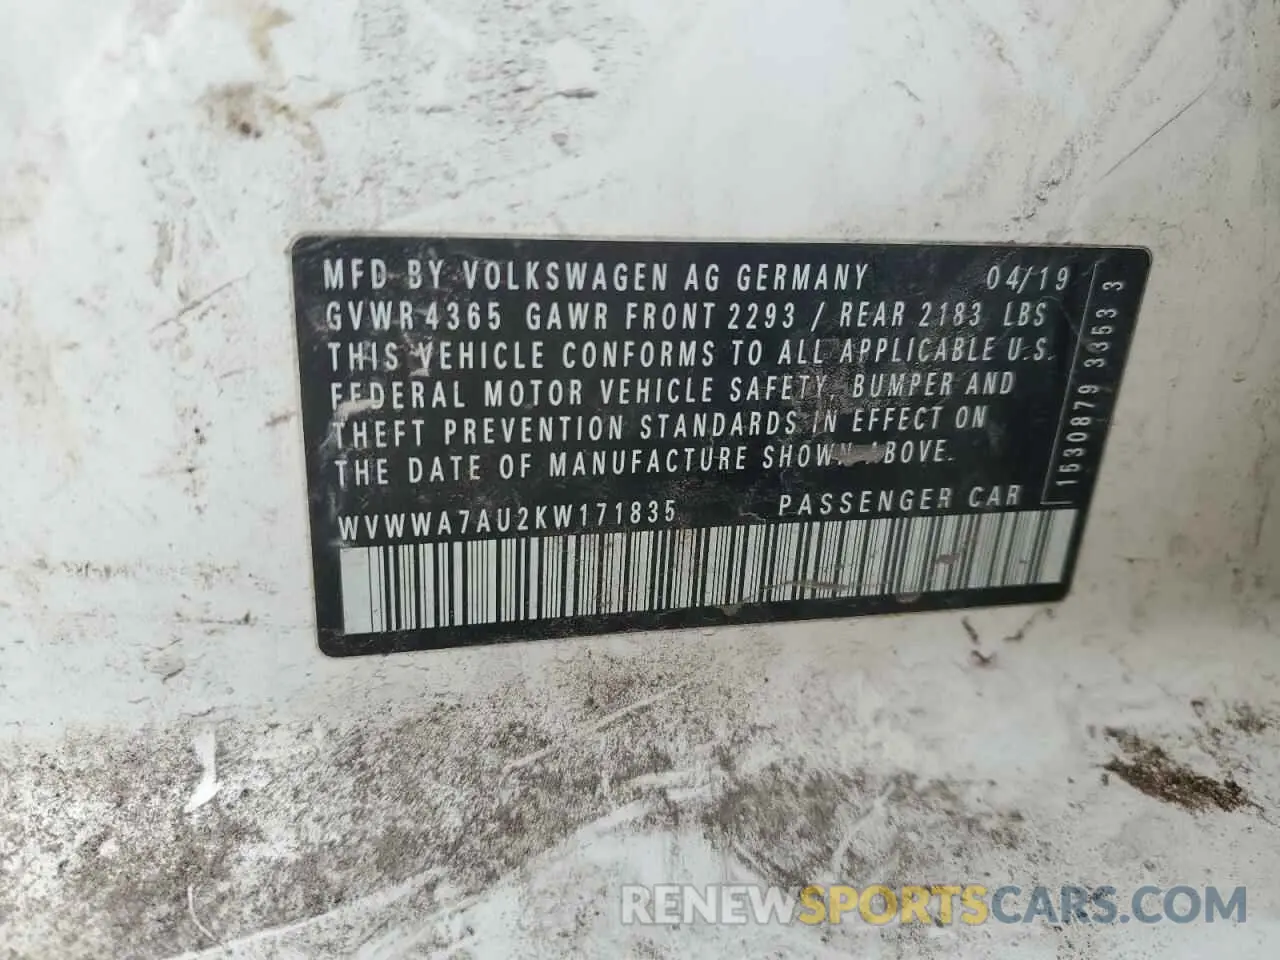 MFD BY VOLKSWAGEN AG GERMANY 04/19
GVWR 4365 GAWR FRONT 2293 / REAR 2183 LBS
THIS VEHICLE CONFORMS TO ALL APPLICABLE U.S.
FEDERAL MOTOR VEHICLE SAFETY, BUMPER AND
THEFT PREVENTION STANDARDS IN EFFECT ON
THE DATE OF MANUFACTURE SHOWN ABOVE.
WVWWA7AU2KW171835 PASSENGER CAR
1630879 3353 3
RENEWSPORTSCARS.COM